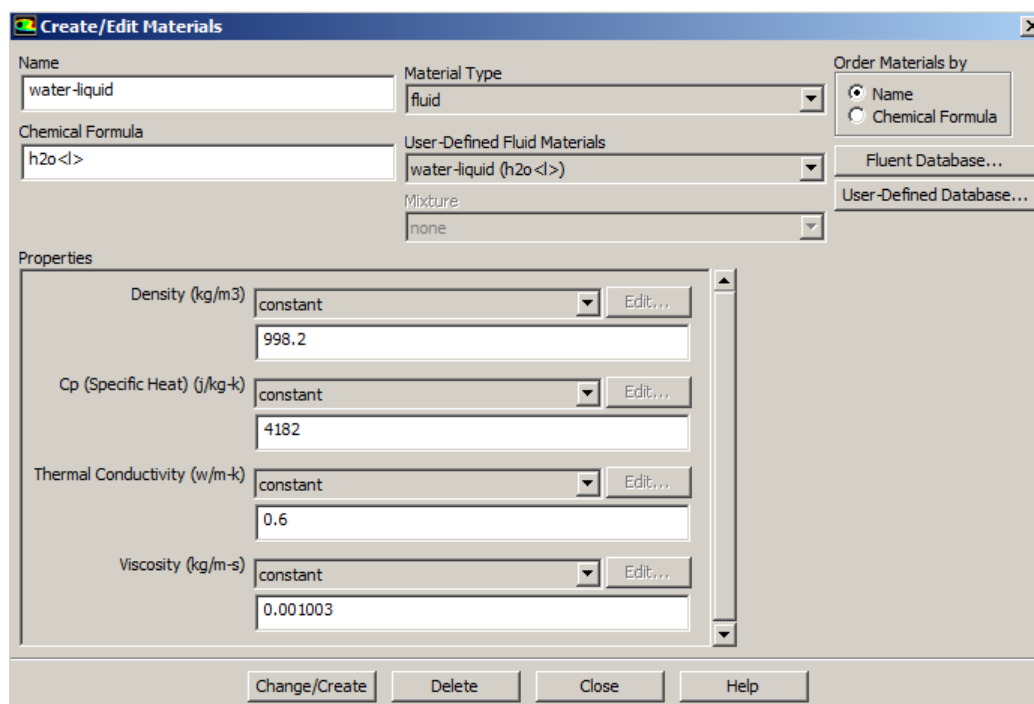 Create/Edit Materials
Name
water-liquid
Chemical Formula
h2o<l>
Material Type
fluid
User-Defined Fluid Materials
water-liquid (h2o<l>)
Mixture
none
Order Materials by
Name
Chemical Formula
Fluent Database...
User-Defined Database...
Properties
Density (kg/m3) constant Edit...
998.2
Cp (Specific Heat) (j/kg-k) constant Edit...
4182
Thermal Conductivity (w/m-k) constant Edit...
0.6
Viscosity (kg/m-s) constant Edit...
0.001003
Change/Create Delete Close Help